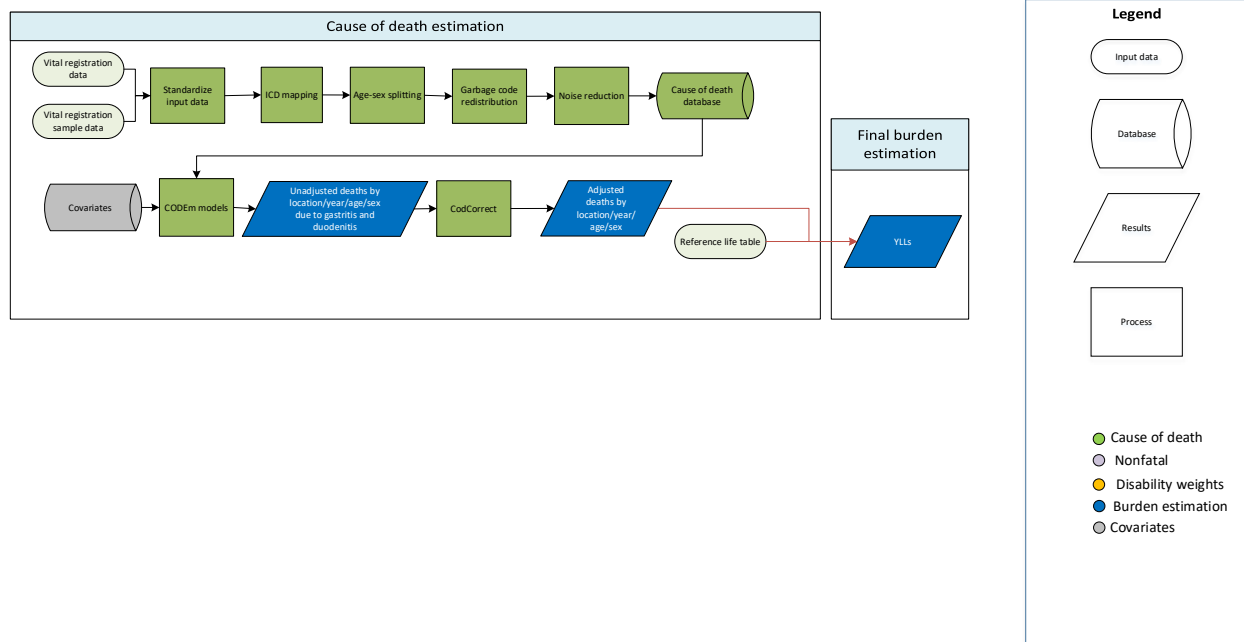 Cause of death estimation
Vital registration
data
Vital registration
sample data
Standardize
input data
ICD mapping
Age-sex splitting
Garbage code
redistribution
Noise reduction
Cause of death
database
Covariates
CODEm models
Unadjusted deaths by
location/year/age/sex
due to gastritis and
duodenitis
CodCorrect
Adjusted
deaths by
location/year/
age/sex
Reference life table
Final burden
estimation
YLLs
Legend
Input data
Database
Results
Process
Cause of death
Nonfatal
Disability weights
Burden estimation
Covariates